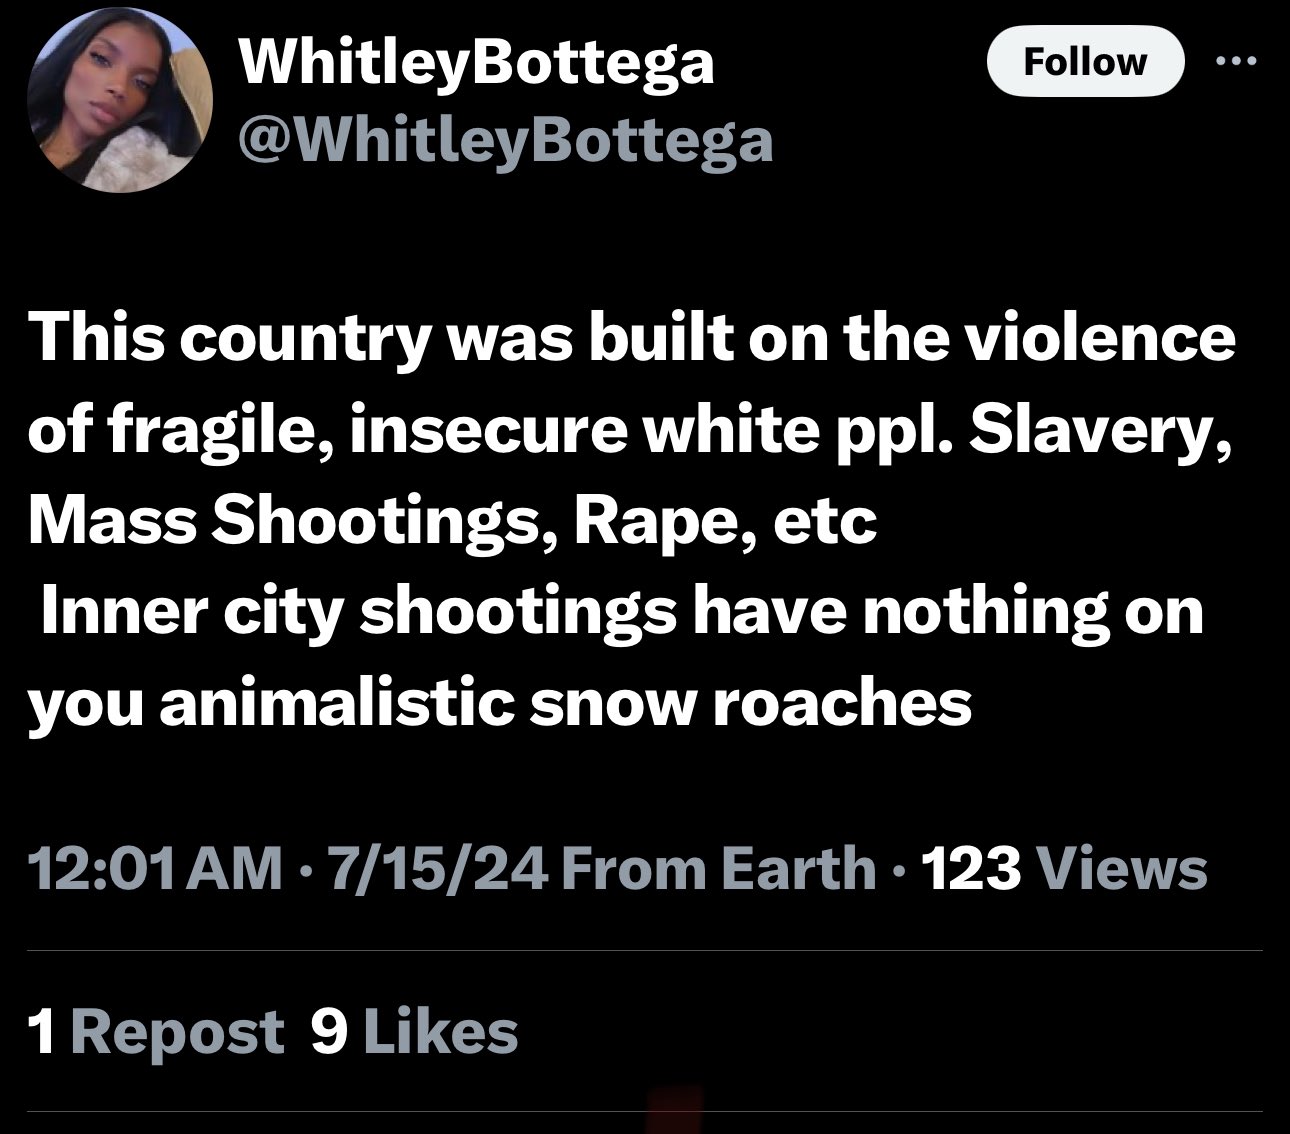 WhitleyBottega
@WhitleyBottega
Follow
This country was built on the violence
of fragile, insecure white ppl. Slavery,
Mass Shootings, Rape, etc
Inner city shootings have nothing on
you animalistic snow roaches
12:01 AM · 7/15/24 From Earth · 123 Views
1 Repost 9 Likes